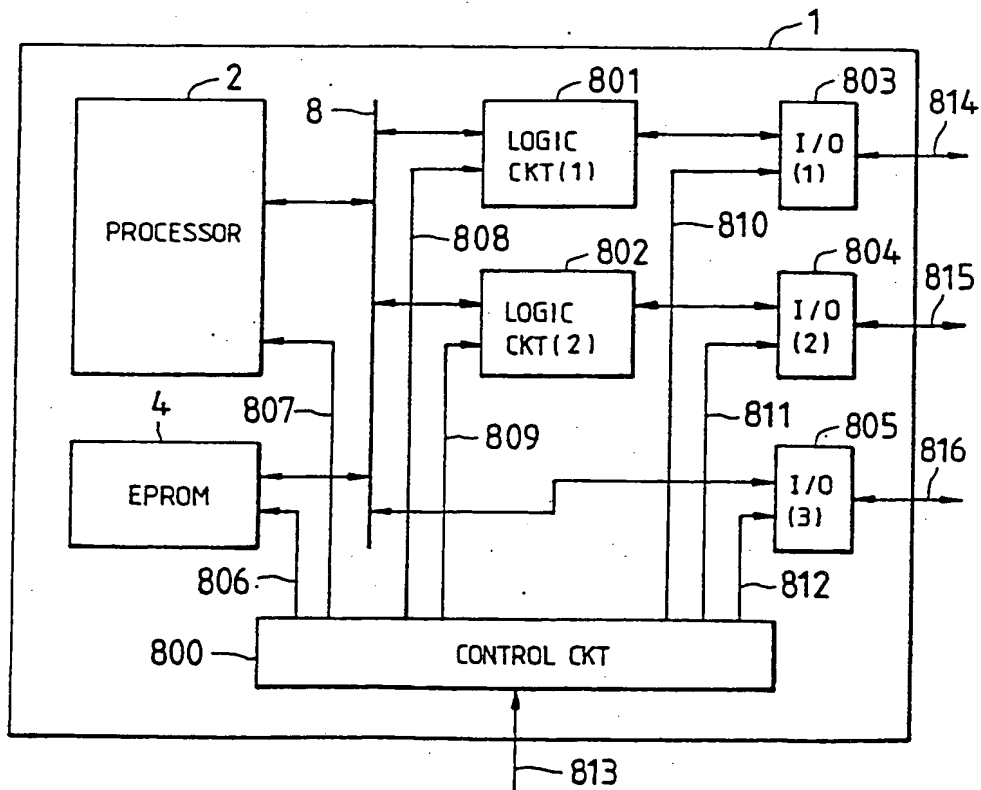 1
2
8
801
803
814
LOGIC
CKT(1)
I/O
(1)
PROCESSOR
808
810
802
804
815
LOGIC
CKT(2)
I/O
(2)
4
807
809
811
805
816
EPROM
I/O
(3)
806
812
800
CONTROL CKT
813